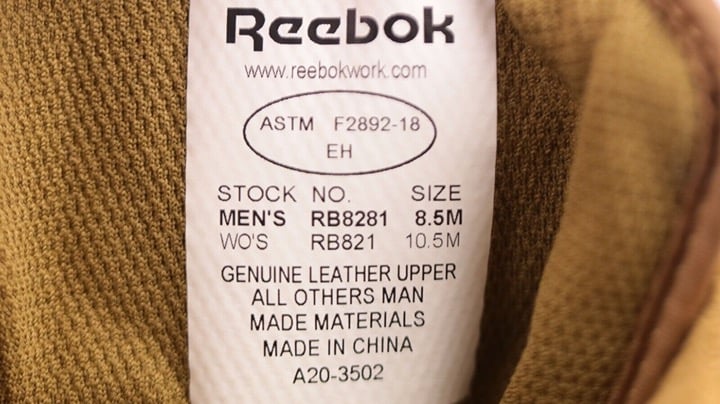 Reebok
www.reebokwork.com
ASTM F2892-18
EH
STOCK NO. SIZE
MEN'S RB8281 8.5M
WO'S RB821 10.5M
GENUINE LEATHER UPPER
ALL OTHERS MAN
MADE MATERIALS
MADE IN CHINA
A20-3502